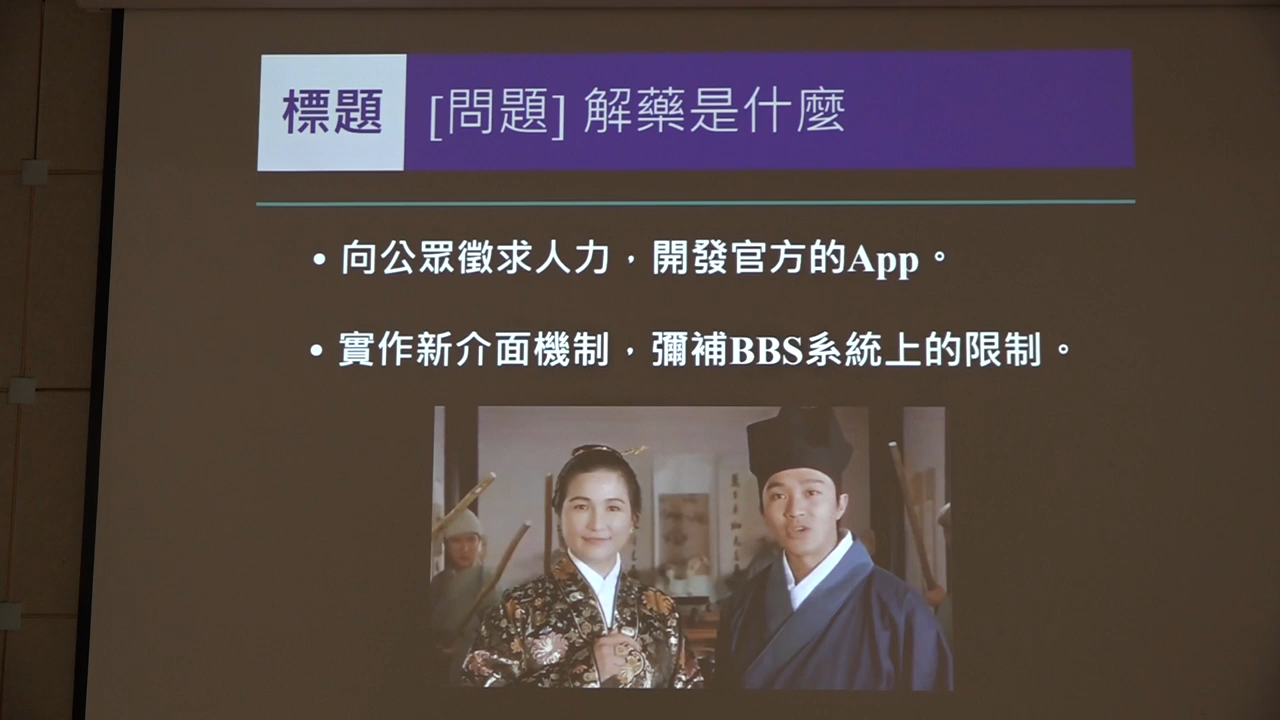 標題 [問題] 解藥是什麼
• 向公眾徵求人力，開發官方的App。
• 實作新介面機制，彌補BBS系統上的限制。